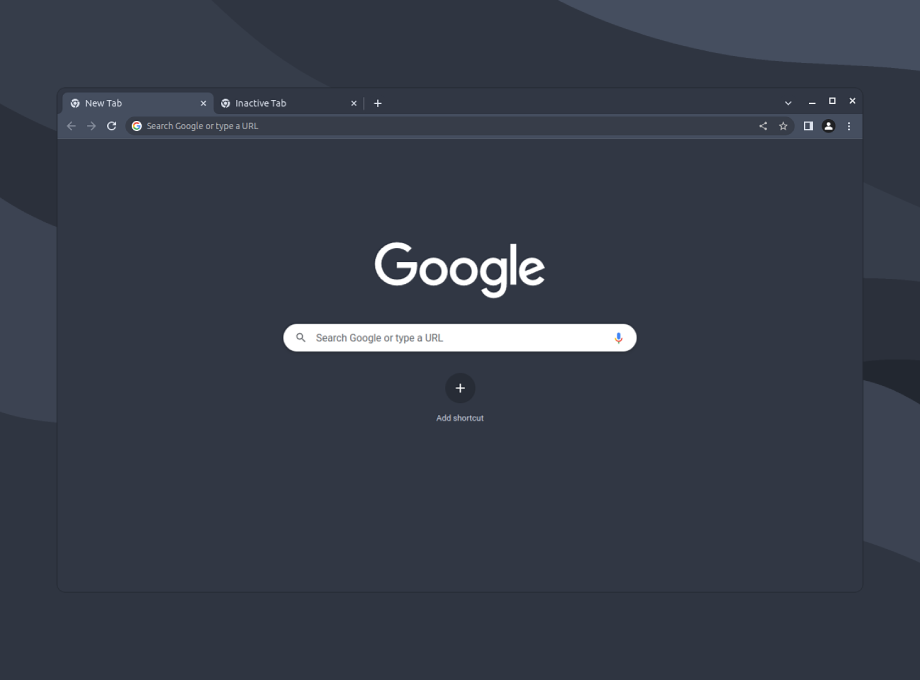 New Tab
Inactive Tab
Search Google or type a URL
Google
Search Google or type a URL
Add shortcut